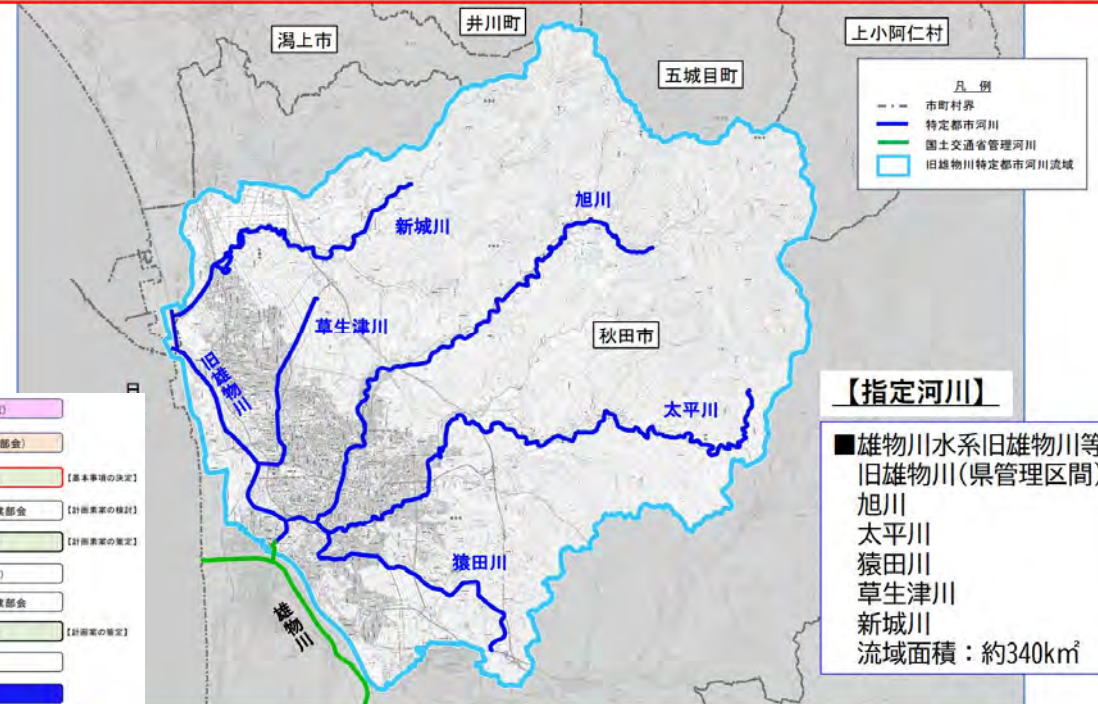 井川町
潟上市
上小阿仁村
五城目町
凡 例
市町村界
特定都市河川
国土交通省管理河川
旧雄物川特定都市河川流域
旭川
新城川
草生津川
秋田市
旧雄物川
太平川
猿田川
雄物川
【指定河川】
■雄物川水系旧雄物川等
旧雄物川(県管理区間)
旭川
太平川
猿田川
草生津川
新城川
流域面積：約340k㎡
部会)
【基本事項の決定】
部会
【計画素案の検討】
【計画素案の策定】
部会
【計画案の策定】